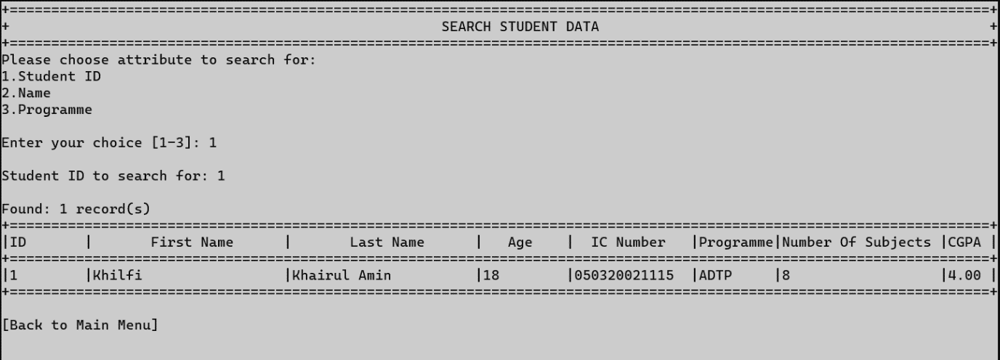 +======================================================================================================================+
+                                                    SEARCH STUDENT DATA                                               +
+======================================================================================================================+
Please choose attribute to search for:
1.Student ID
2.Name
3.Programme
Enter your choice [1-3]: 1
Student ID to search for: 1
Found: 1 record(s)
+======================================================================================================================+
|ID       |       First Name      |       Last Name      |   Age    |  IC Number   |Programme|Number Of Subjects |CGPA |
+======================================================================================================================+
|1        |Khilfi                 |Khairul Amin          |18        |050320021115  |ADTP     |8                  |4.00 |
+======================================================================================================================+
[Back to Main Menu]